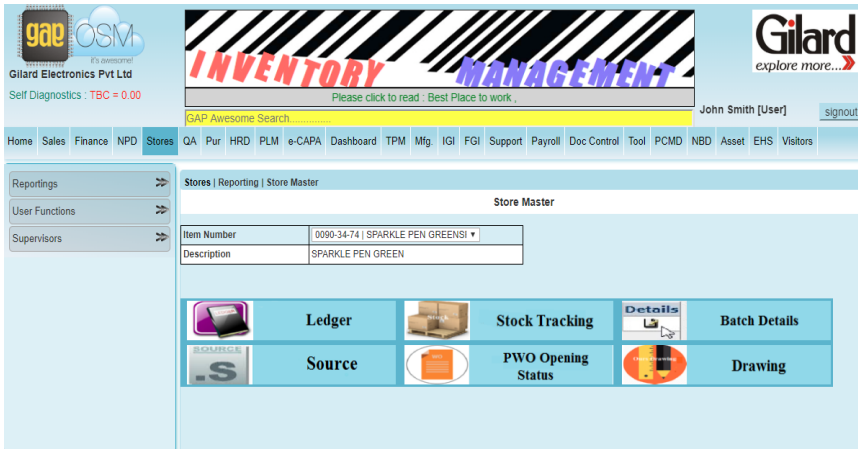 gap OSM
it's awesome!
Gilard Electronics Pvt Ltd
Self Diagnostics : TBC = 0.00
INVENTORY MANAGEMENT
Please click to read : Best Place to work ,
GAP Awesome Search..............
Gilard
explore more...
John Smith [User]
signout
Home Sales Finance NPD Stores QA Pur HRD PLM e-CAPA Dashboard TPM Mfg. IGI FGI Support Payroll Doc Control Tool PCMD NBD Asset EHS Visitors
Reportings
User Functions
Supervisors
Stores | Reporting | Store Master
Store Master
Item Number 0090-34-74 | SPARKLE PEN GREENSI
Description SPARKLE PEN GREEN
Ledger
Stock
Stock Tracking
Details
Batch Details
SOURCE
.S
Source
PWO Opening
Status
Drawing